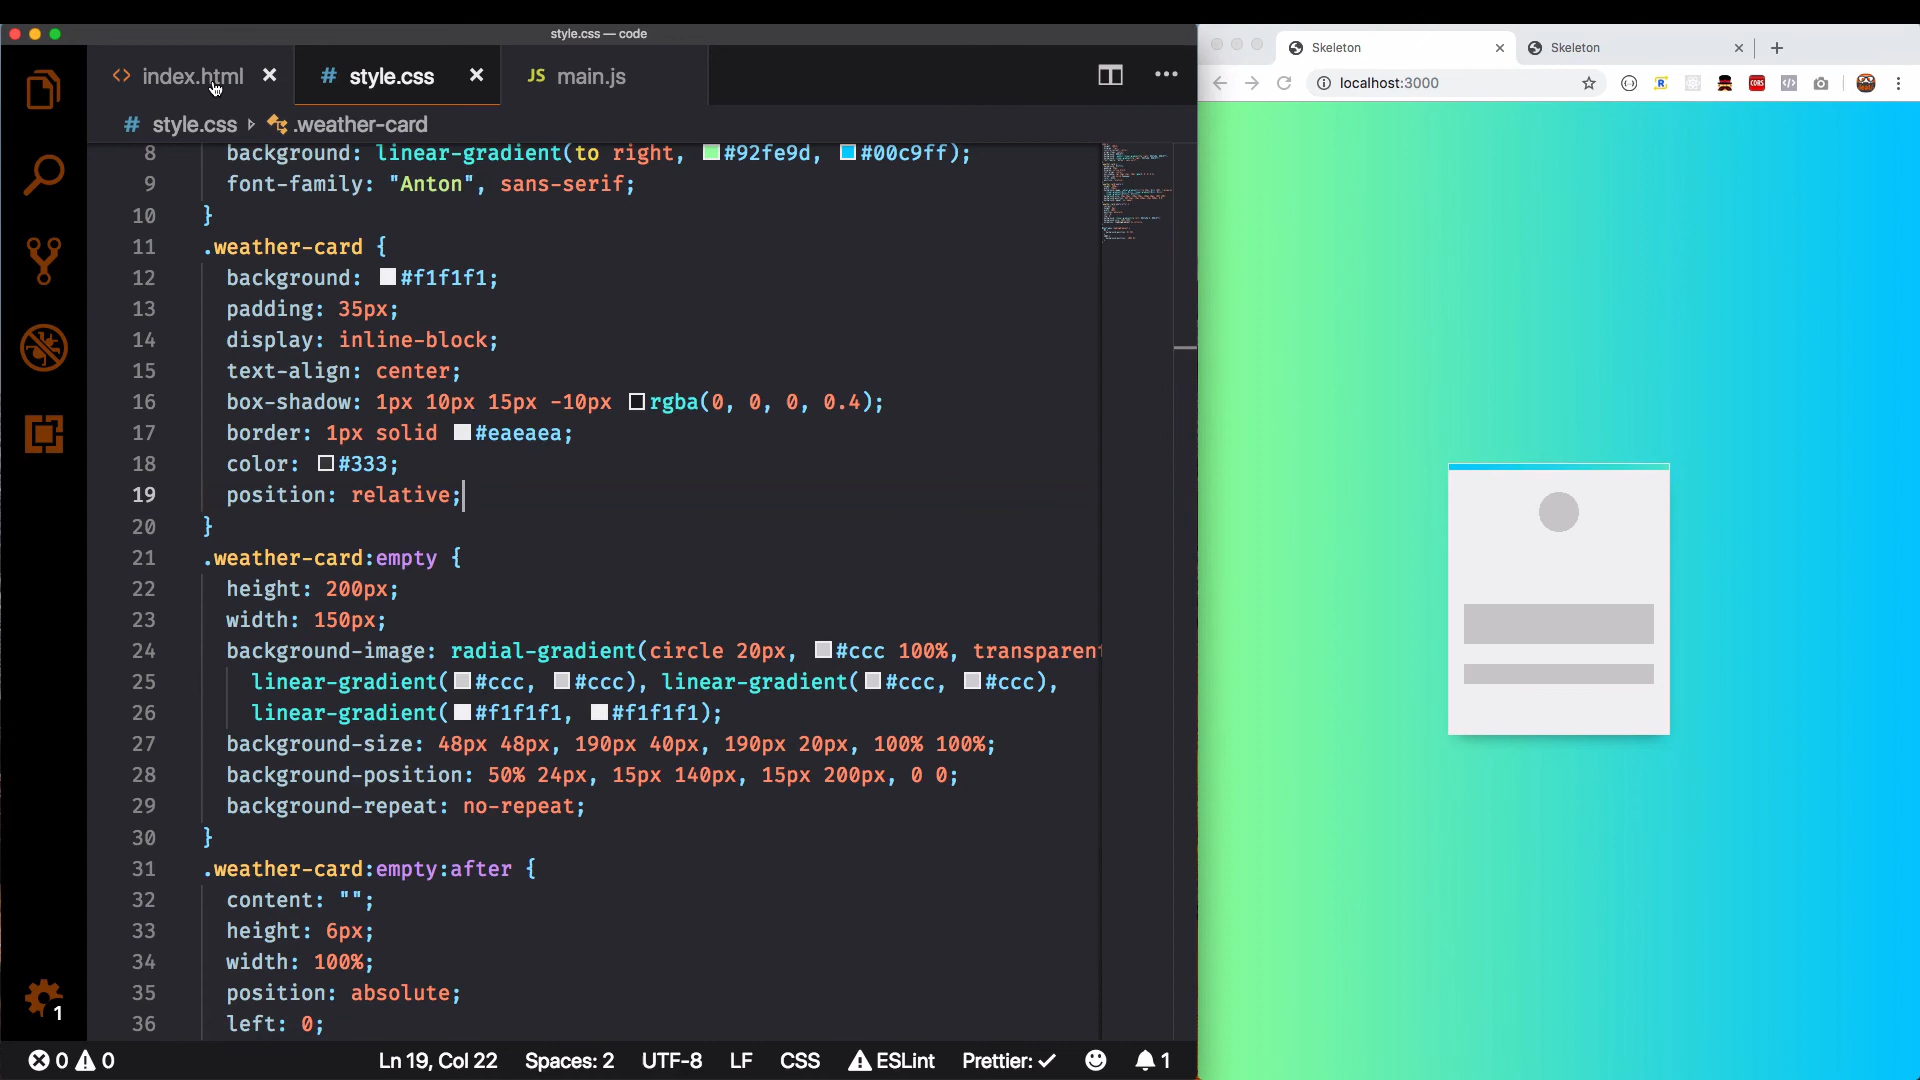 style.css — code
<> index.html × # style.css × JS main.js
# style.css > .weather-card
8 background: linear-gradient(to right, #92fe9d, #00c9ff);
9 font-family: "Anton", sans-serif;
10 }
11 .weather-card {
12 background: #f1f1f1;
13 padding: 35px;
14 display: inline-block;
15 text-align: center;
16 box-shadow: 1px 10px 15px -10px rgba(0, 0, 0, 0.4);
17 border: 1px solid #eaeaea;
18 color: #333;
19 position: relative;
20 }
21 .weather-card:empty {
22 height: 200px;
23 width: 150px;
24 background-image: radial-gradient(circle 20px, #ccc 100%, transparent
25 linear-gradient(#ccc, #ccc), linear-gradient(#ccc, #ccc),
26 linear-gradient(#f1f1f1, #f1f1f1);
27 background-size: 48px 48px, 190px 40px, 190px 20px, 100% 100%;
28 background-position: 50% 24px, 15px 140px, 15px 200px, 0 0;
29 background-repeat: no-repeat;
30 }
31 .weather-card:empty:after {
32 content: "";
33 height: 6px;
34 width: 100%;
35 position: absolute;
36 left: 0;
1
0 0 Ln 19, Col 22 Spaces: 2 UTF-8 LF CSS ESLint Prettier: ✓ 1
Skeleton × Skeleton × +
localhost:3000
CORS